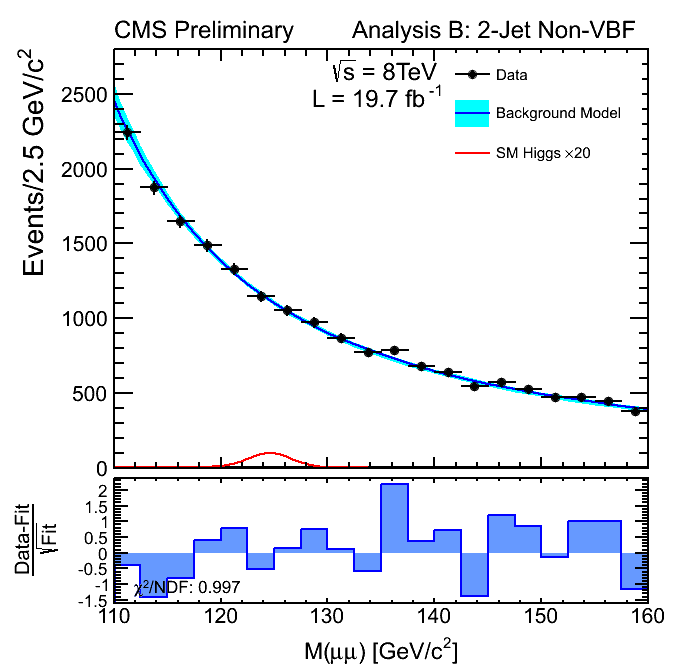 CMS Preliminary Analysis B: 2-Jet Non-VBF
√s = 8TeV
L = 19.7 fb⁻¹
Data
Background Model
SM Higgs ×20
Events/2.5 GeV/c²
2500
2000
1500
1000
500
0
Data-Fit
√Fit
2
1.5
1
0.5
0
-0.5
-1
-1.5
χ²/NDF: 0.997
110 120 130 140 150 160
M(μμ) [GeV/c²]